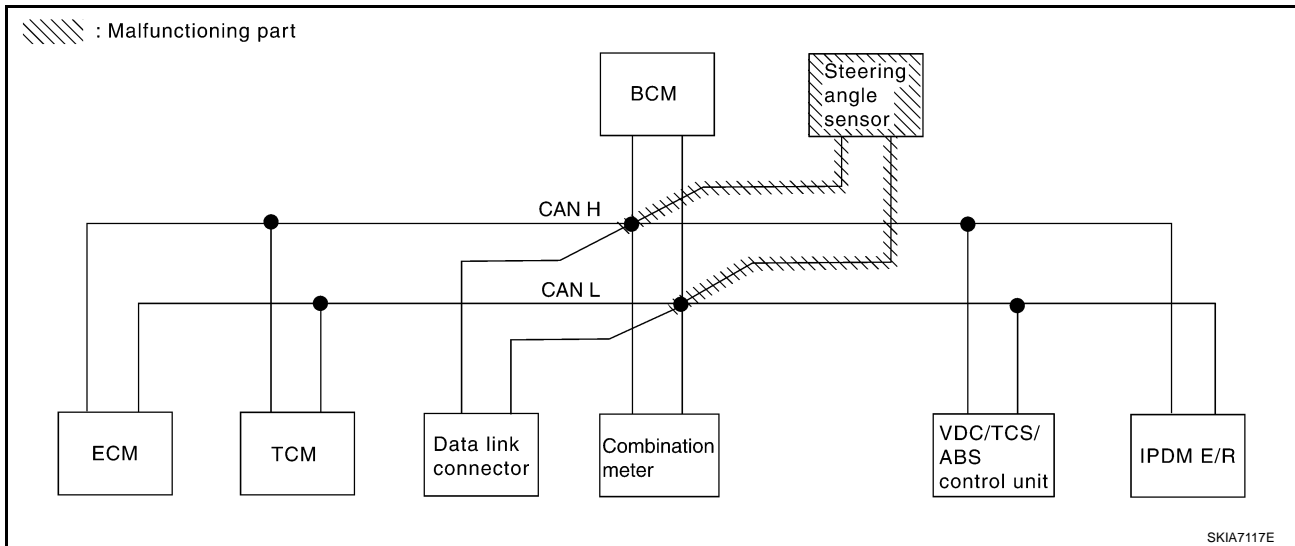 : Malfunctioning part
BCM
Steering
angle
sensor
CAN H
CAN L
ECM
TCM
Data link
connector
Combination
meter
VDC/TCS/
ABS
control unit
IPDM E/R
SKIA7117E